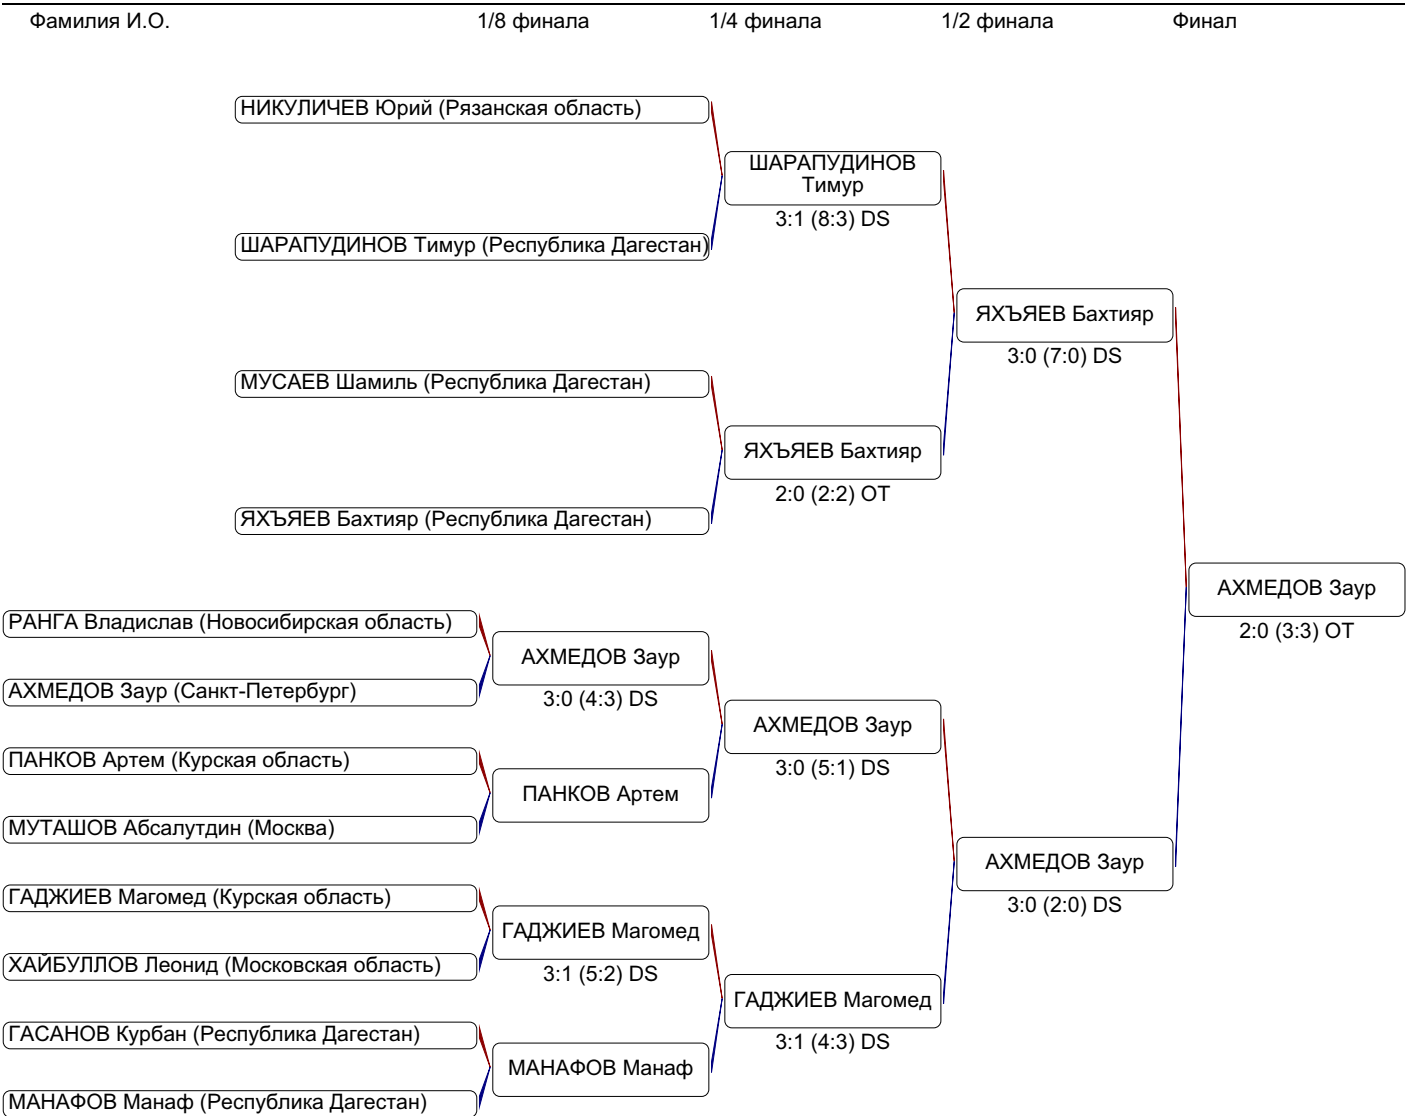 Фамилия И.О. 1/8 финала 1/4 финала 1/2 финала Финал
НИКУЛИЧЕВ Юрий (Рязанская область)
ШАРАПУДИНОВ
Тимур
3:1 (8:3) DS
ШАРАПУДИНОВ Тимур (Республика Дагестан)
ЯХЪЯЕВ Бахтияр
3:0 (7:0) DS
МУСАЕВ Шамиль (Республика Дагестан)
ЯХЪЯЕВ Бахтияр
2:0 (2:2) OT
ЯХЪЯЕВ Бахтияр (Республика Дагестан)
АХМЕДОВ Заур
2:0 (3:3) OT
РАНГА Владислав (Новосибирская область)
АХМЕДОВ Заур
3:0 (4:3) DS
АХМЕДОВ Заур (Санкт-Петербург)
АХМЕДОВ Заур
3:0 (5:1) DS
ПАНКОВ Артем (Курская область)
ПАНКОВ Артем
МУТАШОВ Абсалутдин (Москва)
АХМЕДОВ Заур
3:0 (2:0) DS
ГАДЖИЕВ Магомед (Курская область)
ГАДЖИЕВ Магомед
3:1 (5:2) DS
ХАЙБУЛЛОВ Леонид (Московская область)
ГАДЖИЕВ Магомед
3:1 (4:3) DS
ГАСАНОВ Курбан (Республика Дагестан)
МАНАФОВ Манаф
МАНАФОВ Манаф (Республика Дагестан)